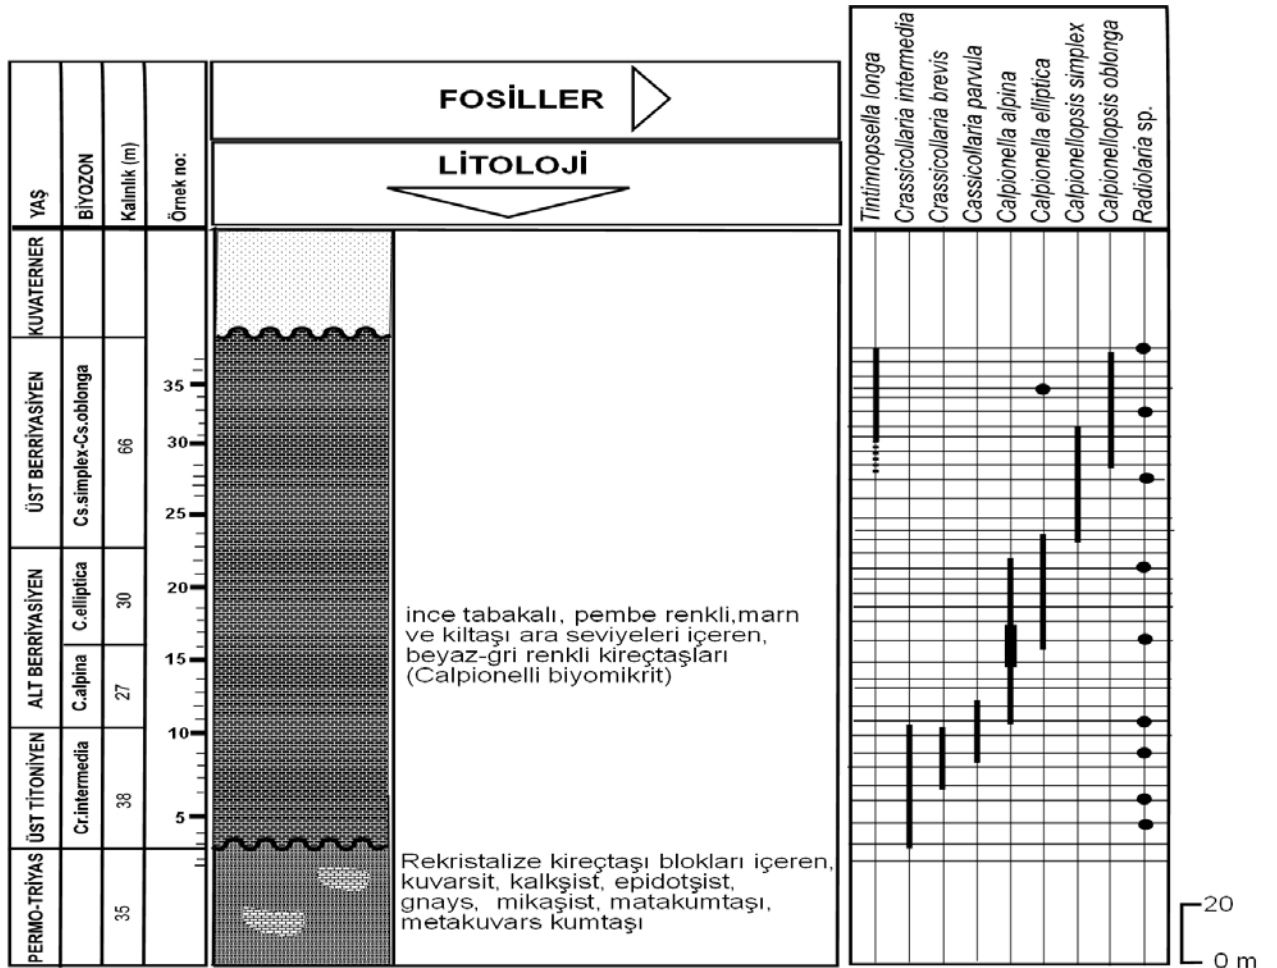 FOSİLLER
LİTOLOJİ
YAŞ
BİYOZON
Kalınlık (m)
Örnek no:
Tintinnopsella longa
Crassicollaria intermedia
Crassicollaria brevis
Cassicollaria parvula
Calpionella alpina
Calpionella elliptica
Calpionellopsis simplex
Calpionellopsis oblonga
Radiolaria sp.
KUVATERNER
ÜST BERRİYASİYEN
Cs.simplex-Cs.oblonga
66
ALT BERRİYASİYEN
C.elliptica
30
C.alpina
27
ÜST TİTONİYEN
Cr.intermedia
38
PERMO-TRİYAS
35
35
30
25
20
15
10
5
ince tabakalı, pembe renkli,marn
ve kiltaşı ara seviyeleri içeren,
beyaz-gri renkli kireçtaşları
(Calpionelli biyomikrit)
Rekristalize kireçtaşı blokları içeren,
kuvarsit, kalkşist, epidotşist,
gnays, mikaşist, matakumtaşı,
metakuvars kumtaşı
20
0 m